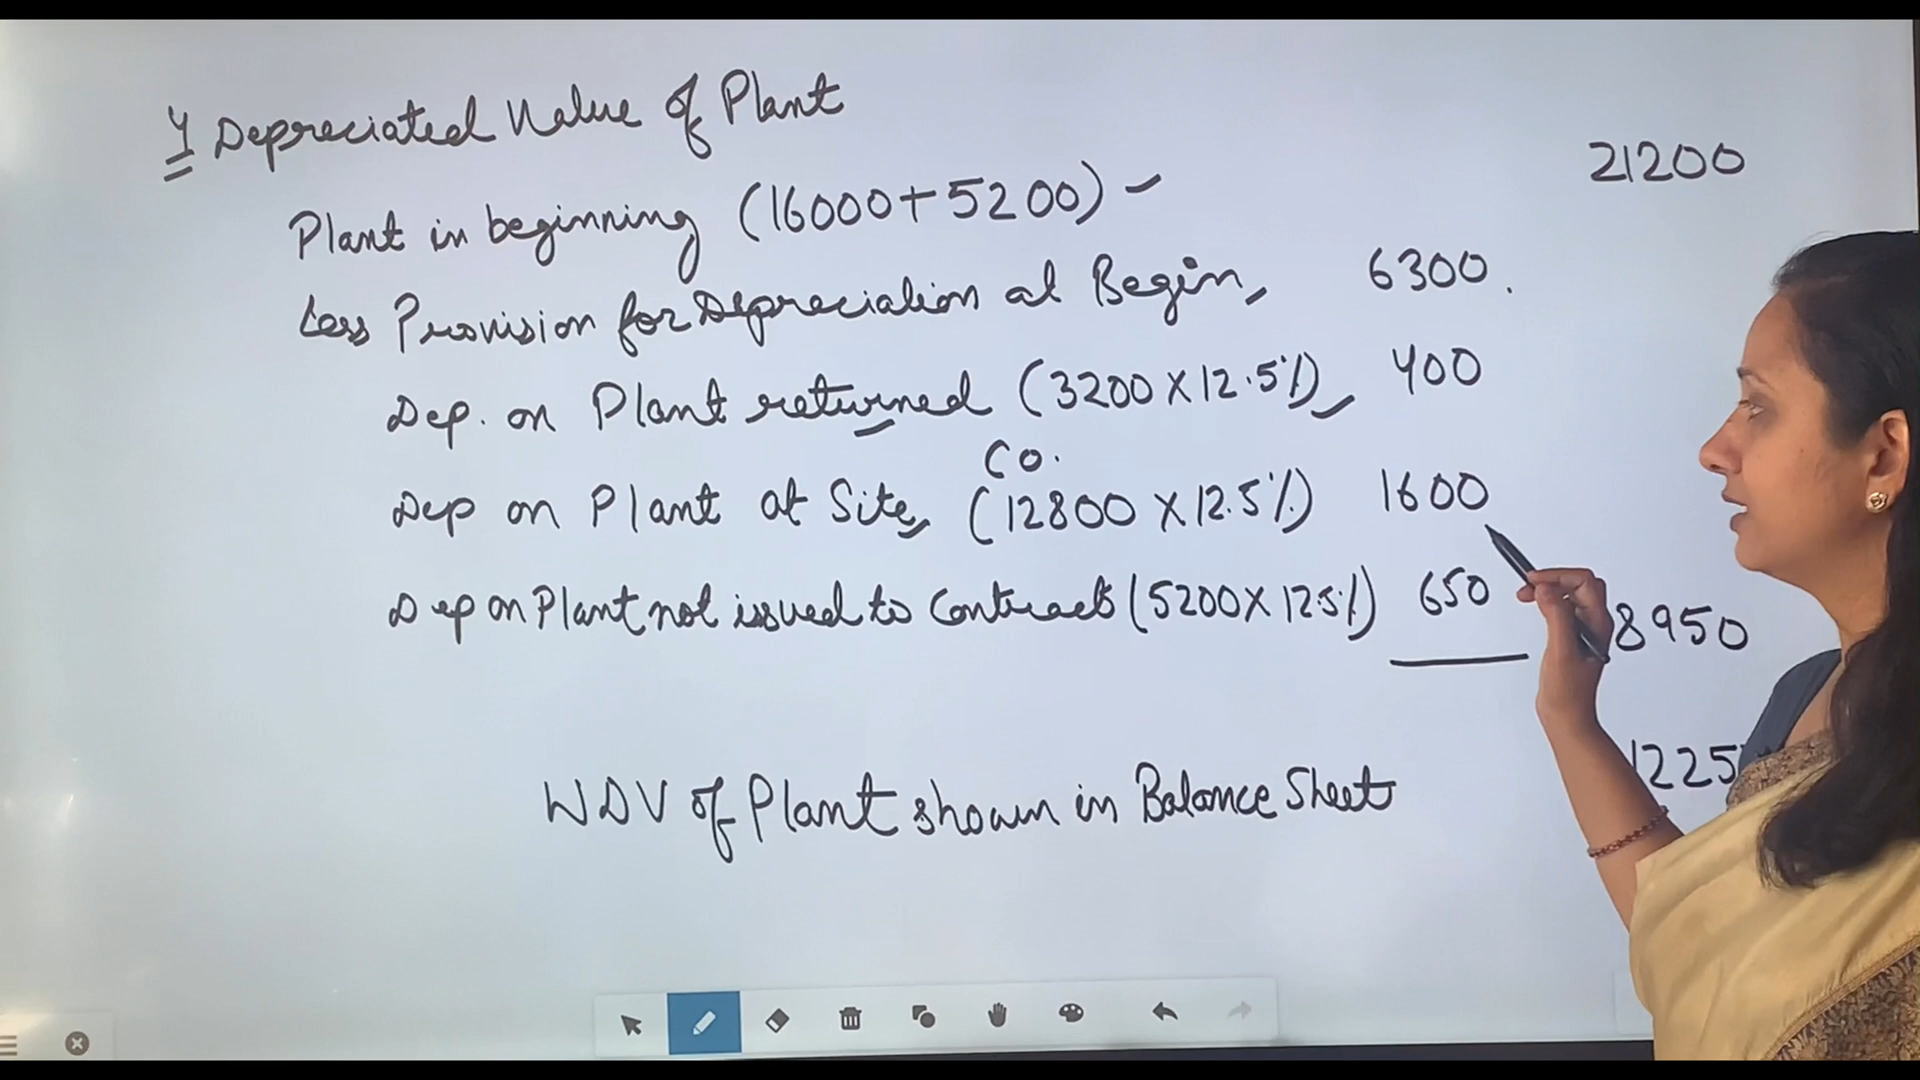 4 Depreciated Value of Plant
Plant in beginning (16000+5200) - 21200
Less Provision for Depreciation at Begin, 6300.
Dep. on Plant returned (3200 X 12.5%) 400
CO.
Dep on Plant at Site, (12800 X 12.5%) 1600
Dep on Plant not issued to Contract (5200 X 12.5%) 650 8950
WDV of Plant shown in Balance Sheet 1225